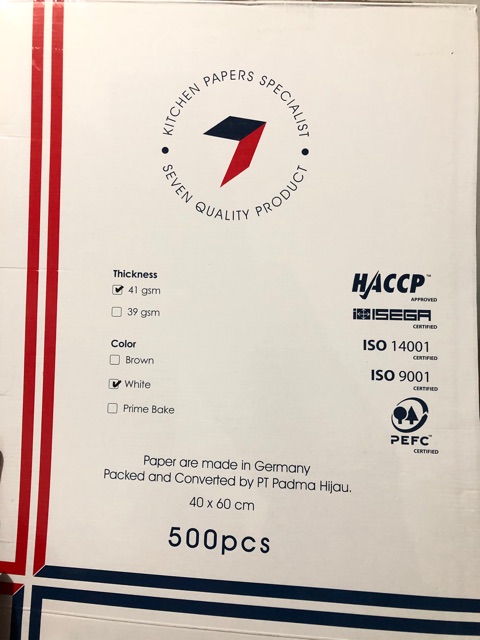 KITCHEN PAPERS SPECIALIST
SEVEN QUALITY PRODUCT
Thickness
41 gsm
39 gsm
Color
Brown
White
Prime Bake
HACCP™
APPROVED
ISEGA
CERTIFIED
ISO 14001
CERTIFIED
ISO 9001
CERTIFIED
PEFC™
CERTIFIED
Paper are made in Germany
Packed and Converted by PT Padma Hijau.
40 x 60 cm
500pcs